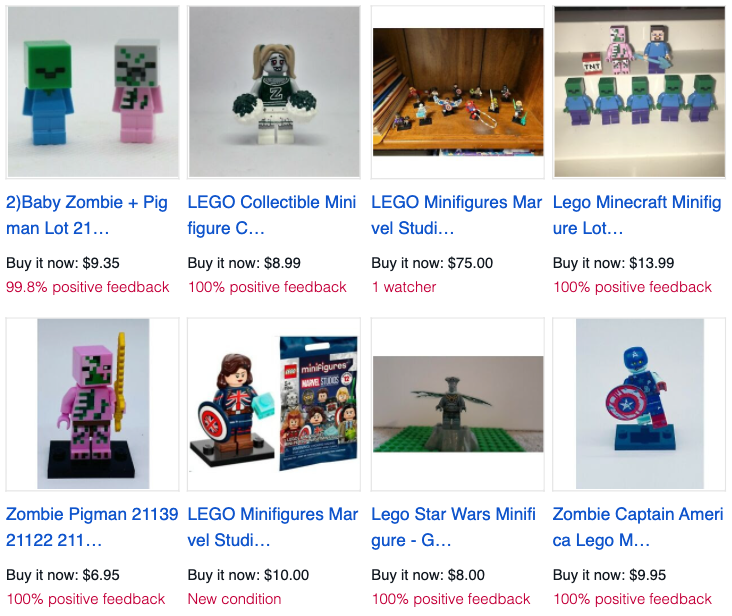 TNT
2)Baby Zombie + Pig
man Lot 21…
Buy it now: $9.35
99.8% positive feedback
Z
LEGO Collectible Mini
figure C…
Buy it now: $8.99
100% positive feedback
LEGO Minifigures Mar
vel Studi…
Buy it now: $75.00
1 watcher
Lego Minecraft Minifig
ure Lot…
Buy it now: $13.99
100% positive feedback
Zombie Pigman 21139
21122 211…
Buy it now: $6.95
100% positive feedback
LEGO
minifigures
MARVEL STUDIOS
12
LEGO Minifigures Mar
vel Studi…
Buy it now: $10.00
New condition
Lego Star Wars Minifi
gure - G…
Buy it now: $8.00
100% positive feedback
Zombie Captain Ameri
ca Lego M…
Buy it now: $9.95
100% positive feedback